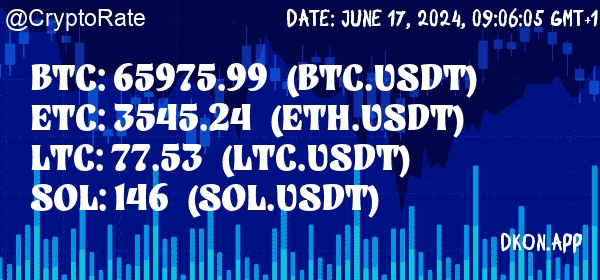 @CryptoRate
DATE: JUNE 17, 2024, 09:06:05 GMT+1
BTC: 65975.99 (BTC.USDT)
ETC: 3545.24 (ETH.USDT)
LTC: 77.53 (LTC.USDT)
SOL: 146 (SOL.USDT)
DKON.APP